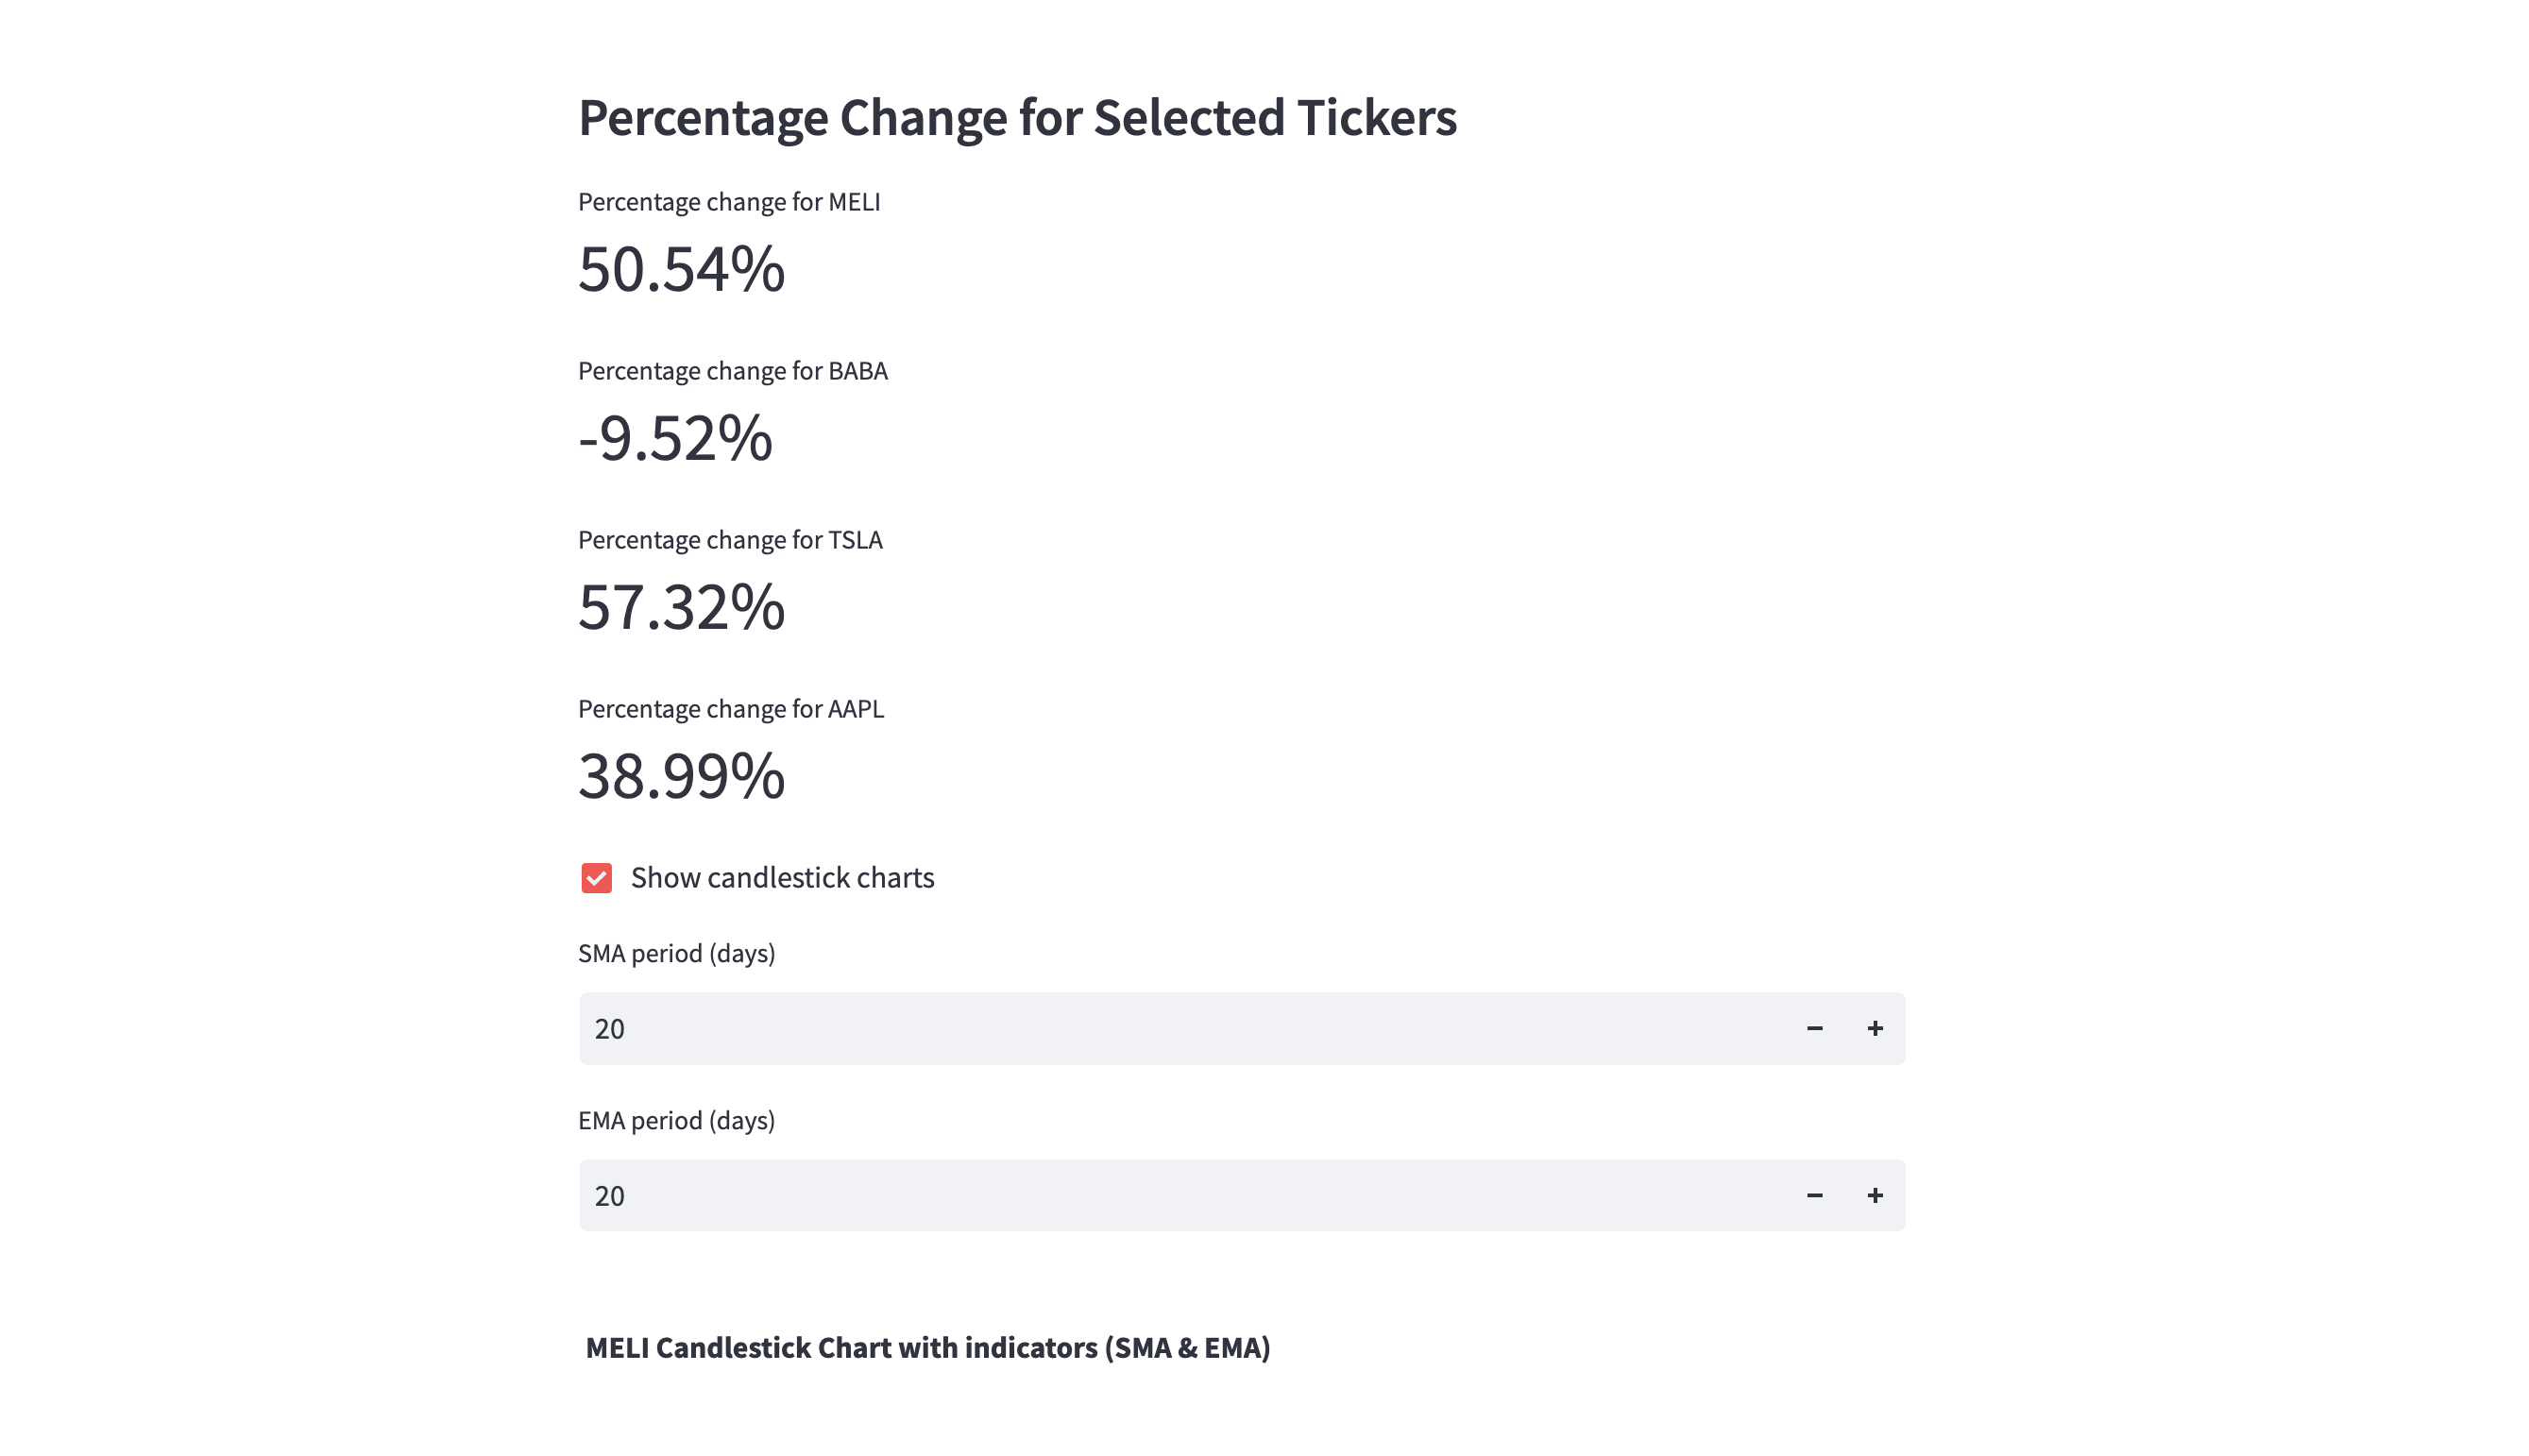 Percentage Change for Selected Tickers
Percentage change for MELI
50.54%
Percentage change for BABA
-9.52%
Percentage change for TSLA
57.32%
Percentage change for AAPL
38.99%
Show candlestick charts
SMA period (days)
20
EMA period (days)
20
MELI Candlestick Chart with indicators (SMA & EMA)